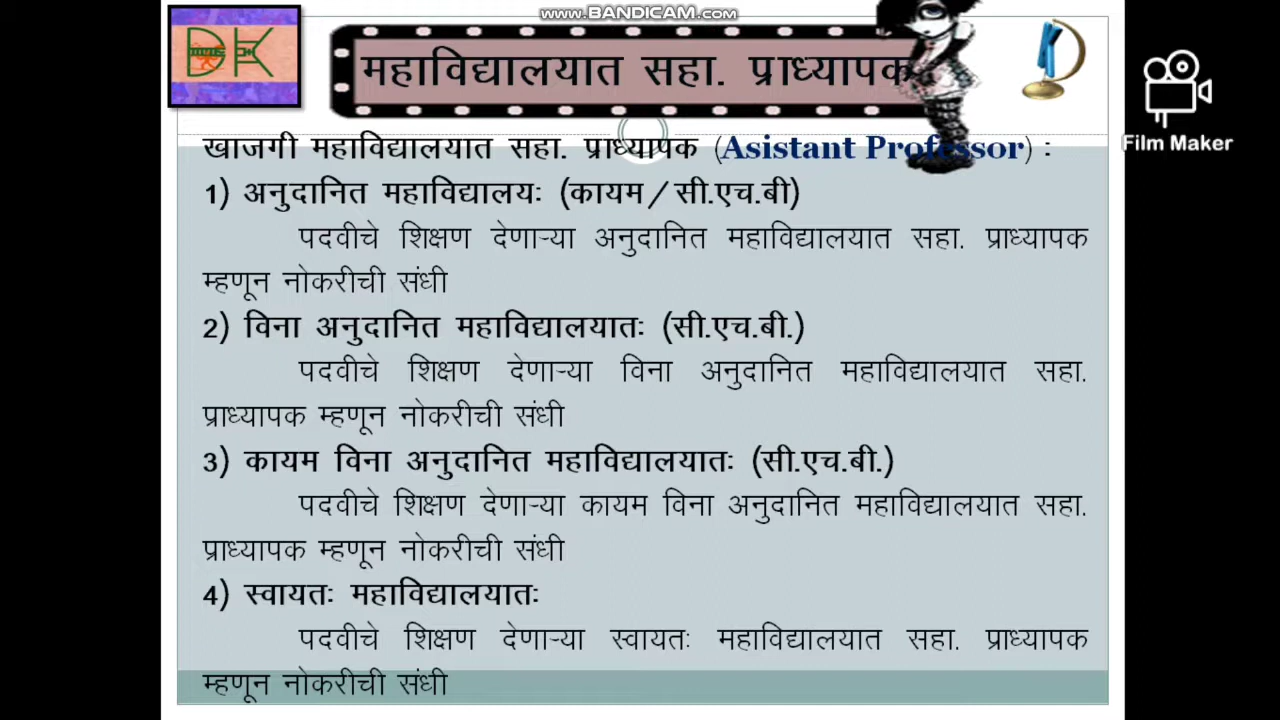 www.BANDICAM.com
DK
महाविद्यालयात सहा. प्राध्यापक
Film Maker
खाजगी महाविद्यालयात सहा. प्राध्यापक (Asistant Professor) :
1) अनुदानित महाविद्यालयः (कायम/सी.एच.बी)
पदवीचे शिक्षण देणाऱ्या अनुदानित महाविद्यालयात सहा. प्राध्यापक
म्हणून नोकरीची संधी
2) विना अनुदानित महाविद्यालयातः (सी.एच.बी.)
पदवीचे शिक्षण देणाऱ्या विना अनुदानित महाविद्यालयात सहा.
प्राध्यापक म्हणून नोकरीची संधी
3) कायम विना अनुदानित महाविद्यालयातः (सी.एच.बी.)
पदवीचे शिक्षण देणाऱ्या कायम विना अनुदानित महाविद्यालयात सहा.
प्राध्यापक म्हणून नोकरीची संधी
4) स्वायतः महाविद्यालयातः
पदवीचे शिक्षण देणाऱ्या स्वायतः महाविद्यालयात सहा. प्राध्यापक
म्हणून नोकरीची संधी